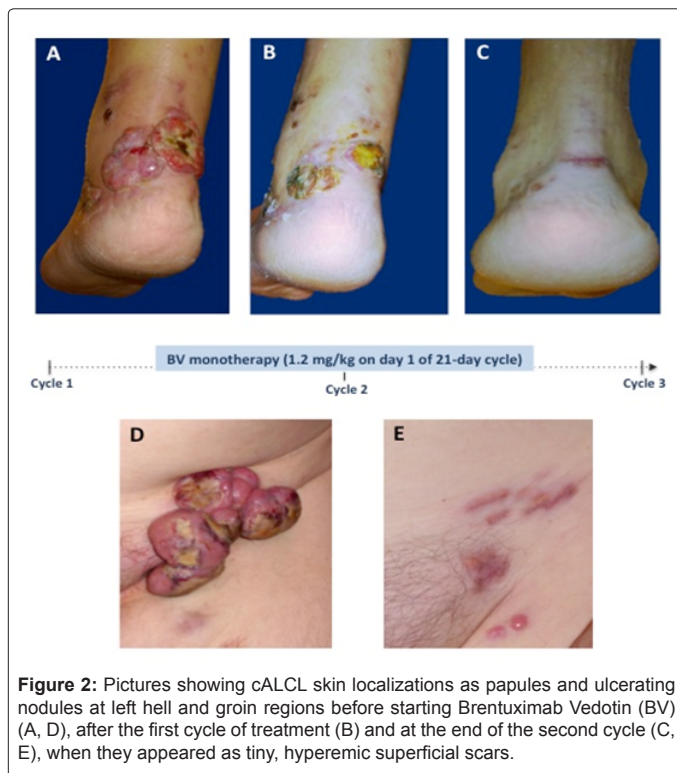 A
B
C
BV monotherapy (1.2 mg/kg on day 1 of 21-day cycle)
Cycle 1
Cycle 2
Cycle 3
D
E
Figure 2: Pictures showing cALCL skin localizations as papules and ulcerating
nodules at left hell and groin regions before starting Brentuximab Vedotin (BV)
(A, D), after the first cycle of treatment (B) and at the end of the second cycle (C,
E), when they appeared as tiny, hyperemic superficial scars.